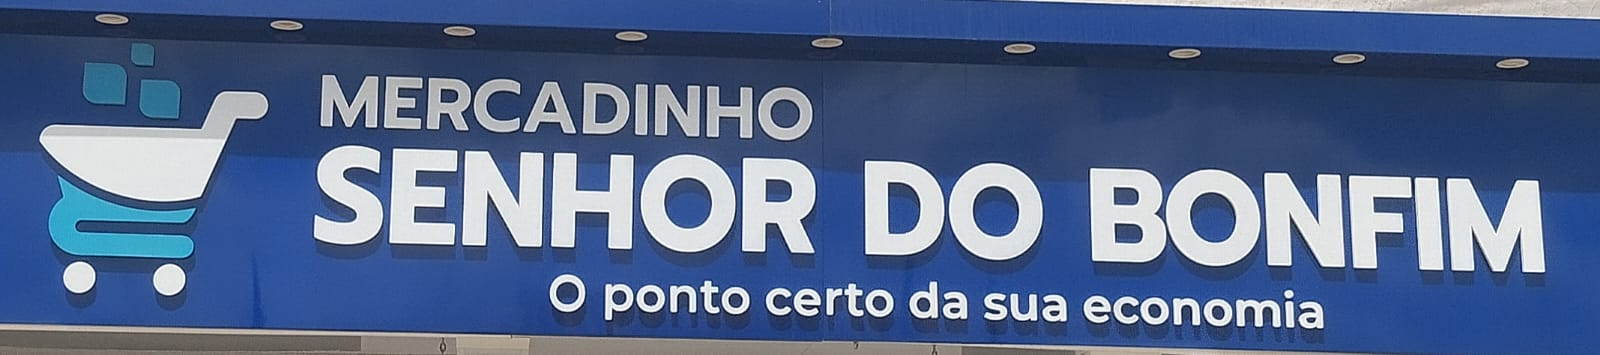 MERCADINHO
SENHOR DO BONFIM
O ponto certo da sua economia